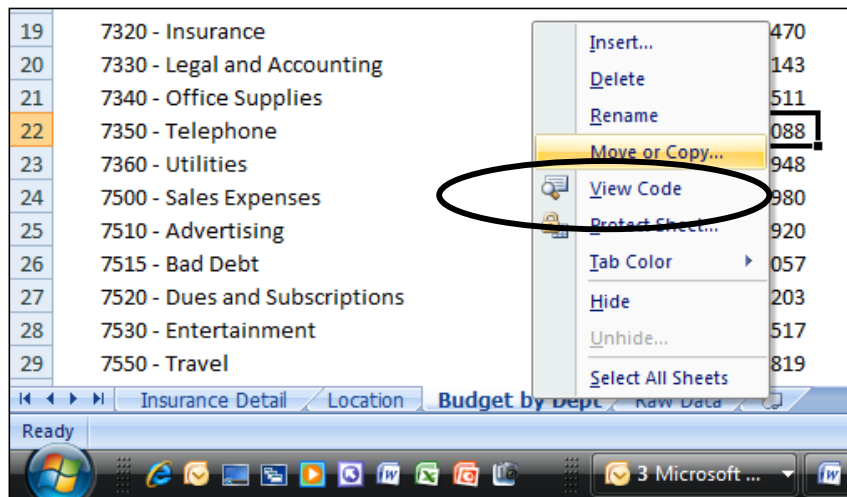 19 7320 - Insurance 470
20 7330 - Legal and Accounting 143
21 7340 - Office Supplies 511
22 7350 - Telephone 088
23 7360 - Utilities 948
24 7500 - Sales Expenses 980
25 7510 - Advertising 920
26 7515 - Bad Debt 057
27 7520 - Dues and Subscriptions 203
28 7530 - Entertainment 517
29 7550 - Travel 819
Insert...
Delete
Rename
Move or Copy...
View Code
Protect Sheet...
Tab Color
Hide
Unhide...
Select All Sheets
Insurance Detail Location Budget by Dept Raw Data
Ready
3 Microsoft ...